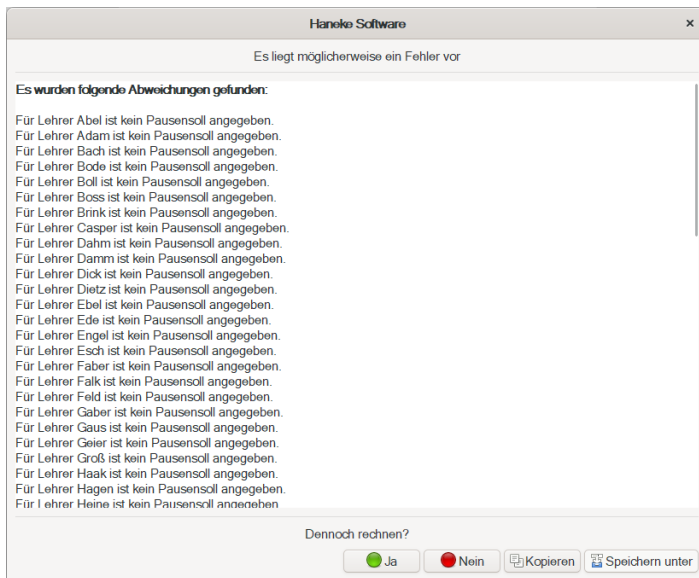 Haneke Software
×
Es liegt möglicherweise ein Fehler vor
Es wurden folgende Abweichungen gefunden:
Für Lehrer Abel ist kein Pausensoll angegeben.
Für Lehrer Adam ist kein Pausensoll angegeben.
Für Lehrer Bach ist kein Pausensoll angegeben.
Für Lehrer Bode ist kein Pausensoll angegeben.
Für Lehrer Boll ist kein Pausensoll angegeben.
Für Lehrer Boss ist kein Pausensoll angegeben.
Für Lehrer Brink ist kein Pausensoll angegeben.
Für Lehrer Casper ist kein Pausensoll angegeben.
Für Lehrer Dahm ist kein Pausensoll angegeben.
Für Lehrer Damm ist kein Pausensoll angegeben.
Für Lehrer Dick ist kein Pausensoll angegeben.
Für Lehrer Dietz ist kein Pausensoll angegeben.
Für Lehrer Ebel ist kein Pausensoll angegeben.
Für Lehrer Ede ist kein Pausensoll angegeben.
Für Lehrer Engel ist kein Pausensoll angegeben.
Für Lehrer Esch ist kein Pausensoll angegeben.
Für Lehrer Faber ist kein Pausensoll angegeben.
Für Lehrer Falk ist kein Pausensoll angegeben.
Für Lehrer Feld ist kein Pausensoll angegeben.
Für Lehrer Gaber ist kein Pausensoll angegeben.
Für Lehrer Gaus ist kein Pausensoll angegeben.
Für Lehrer Geier ist kein Pausensoll angegeben.
Für Lehrer Groß ist kein Pausensoll angegeben.
Für Lehrer Haak ist kein Pausensoll angegeben.
Für Lehrer Hagen ist kein Pausensoll angegeben.
Für Lehrer Heine ist kein Pausensoll angegeben
Dennoch rechnen?
Ja Nein Kopieren Speichern unter